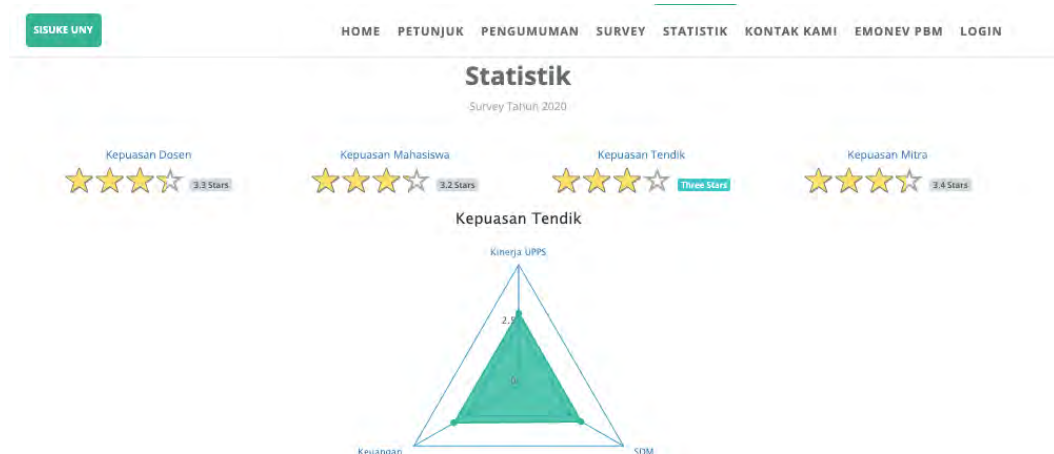 SISUKE UNY
HOME PETUNJUK PENGUMUMAN SURVEY STATISTIK KONTAK KAMI EMONEV PBM LOGIN
Statistik
Survey Tahun 2020
Kepuasan Dosen Kepuasan Mahasiswa Kepuasan Tendik Kepuasan Mitra
3.3 Stars 3.2 Stars Three Stars 3.4 Stars
Kepuasan Tendik
Kinerja UPPS
2.5
0
Keuangan SDM